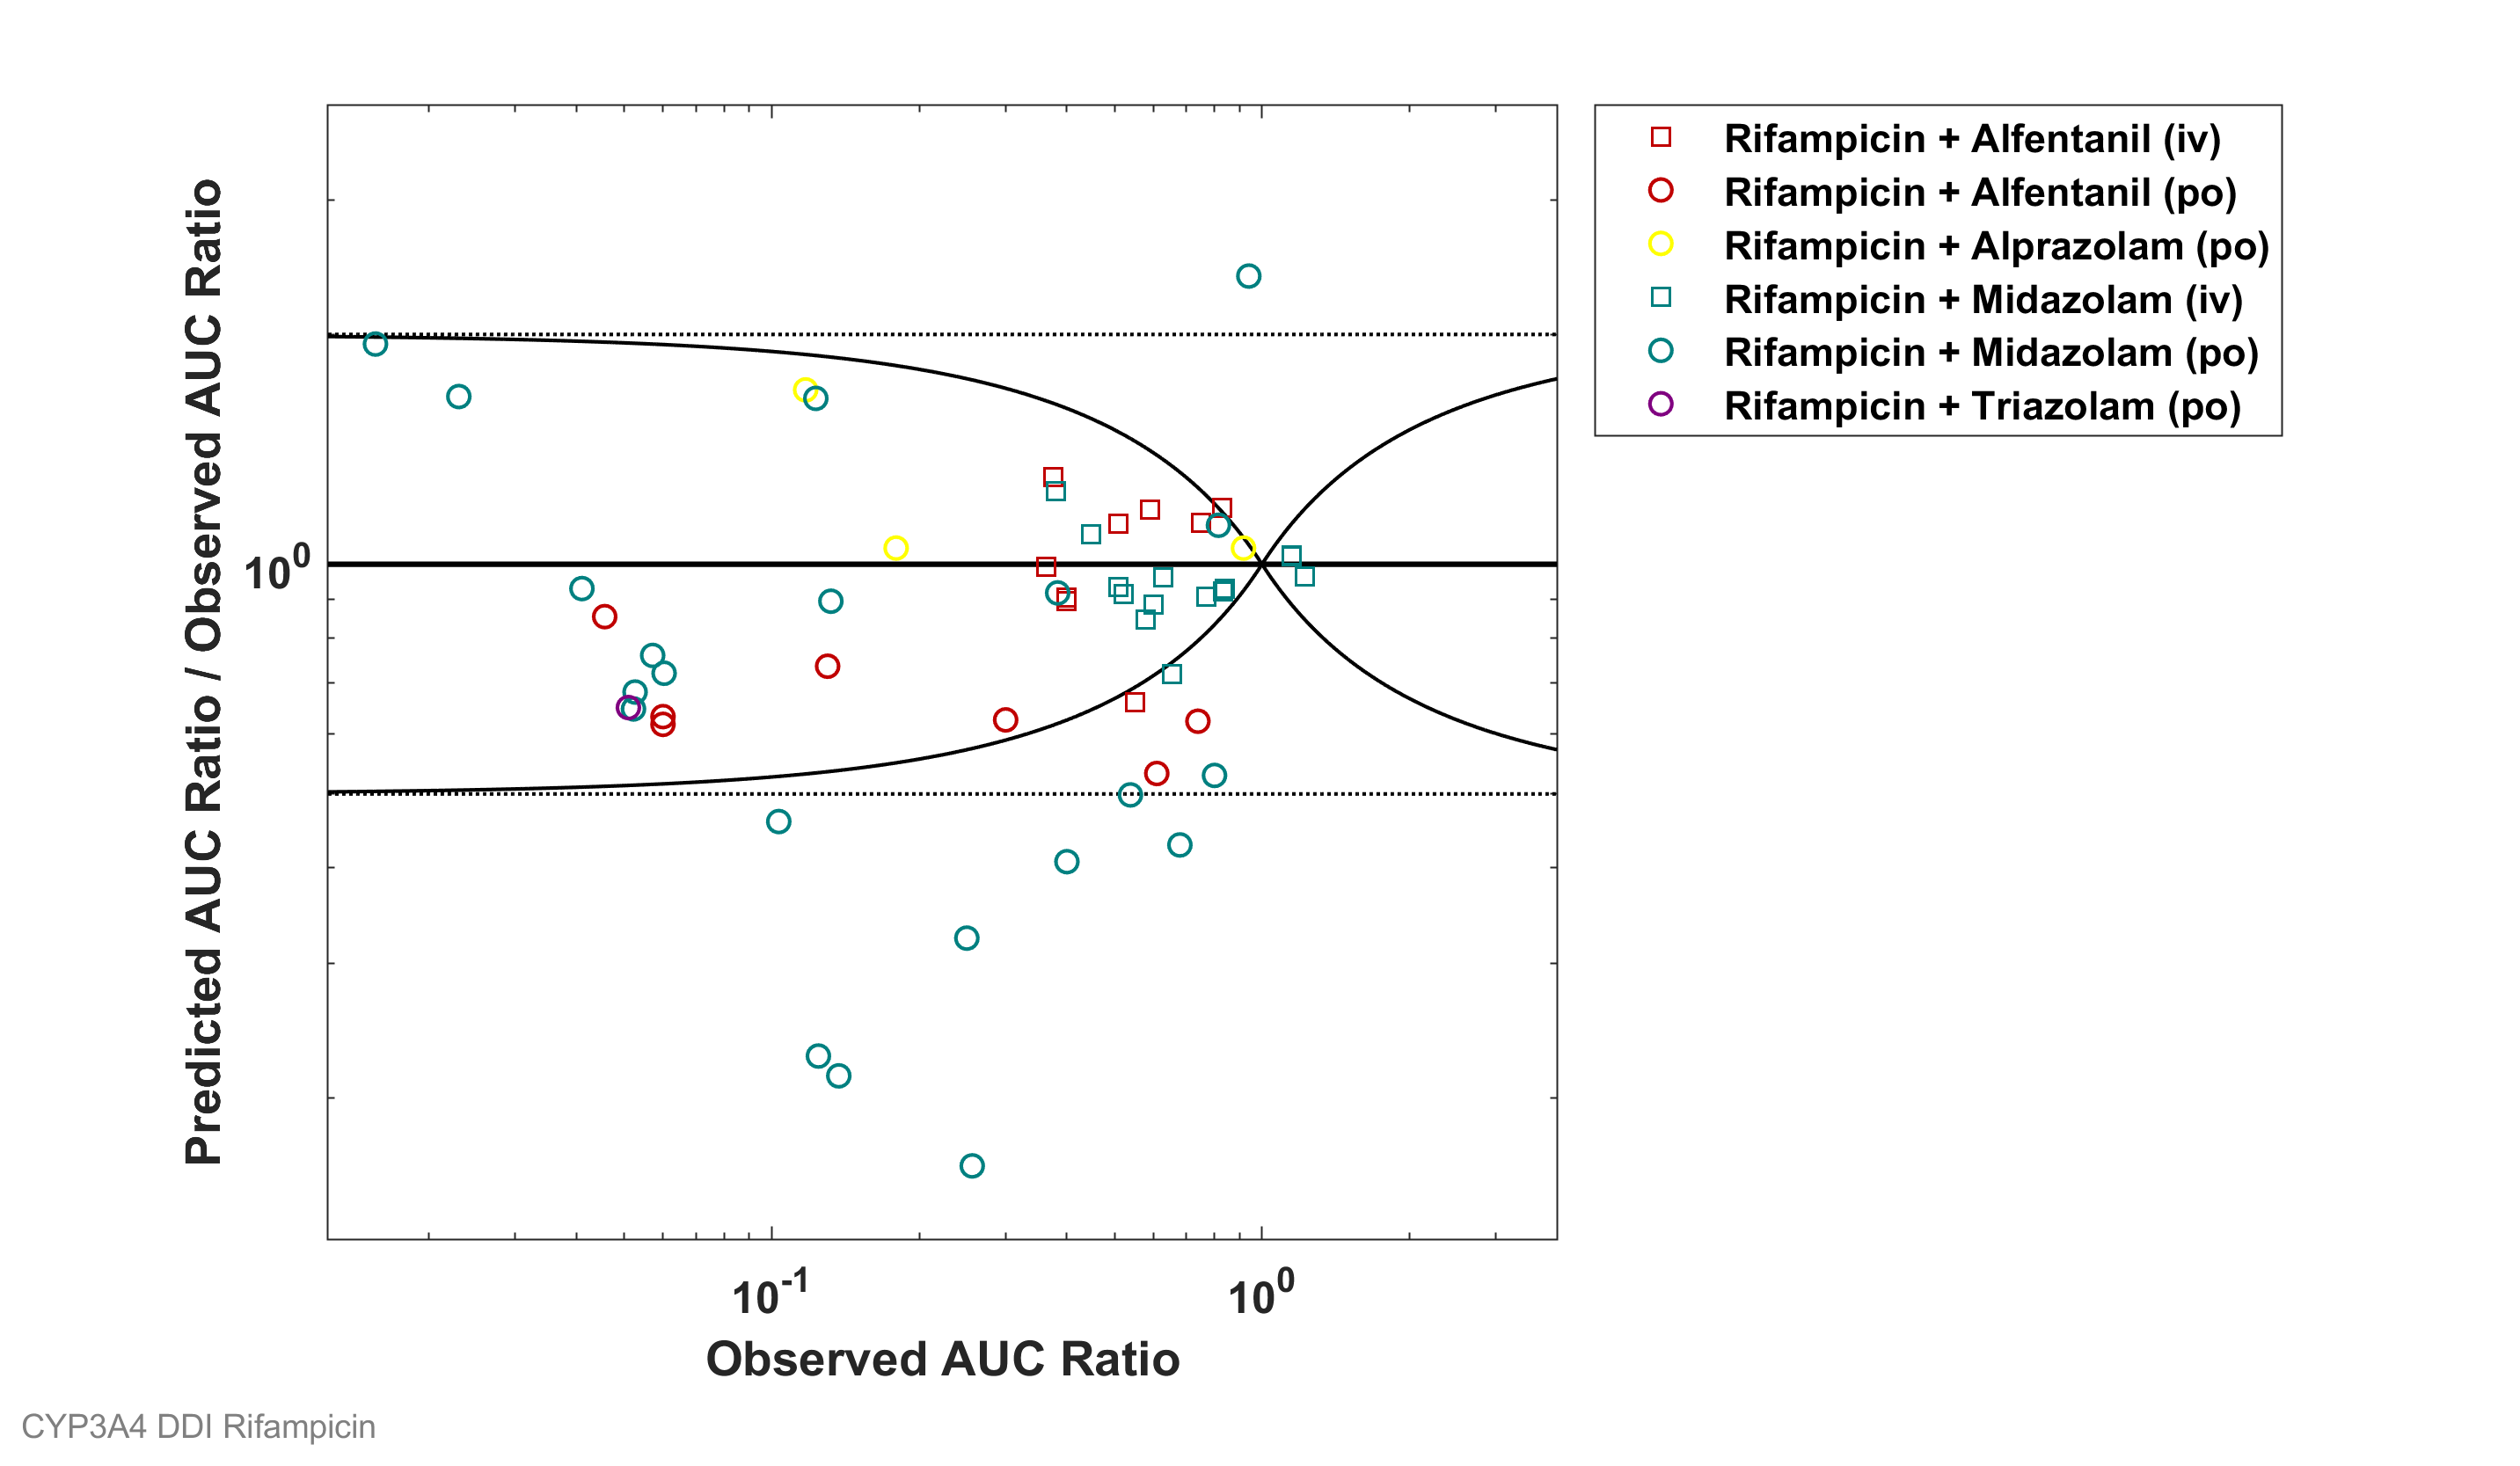 Rifampicin + Alfentanil (iv)
Rifampicin + Alfentanil (po)
Rifampicin + Alprazolam (po)
Rifampicin + Midazolam (iv)
Rifampicin + Midazolam (po)
Rifampicin + Triazolam (po)
Predicted AUC Ratio / Observed AUC Ratio
10^0
10^-1
10^0
Observed AUC Ratio
CYP3A4 DDI Rifampicin